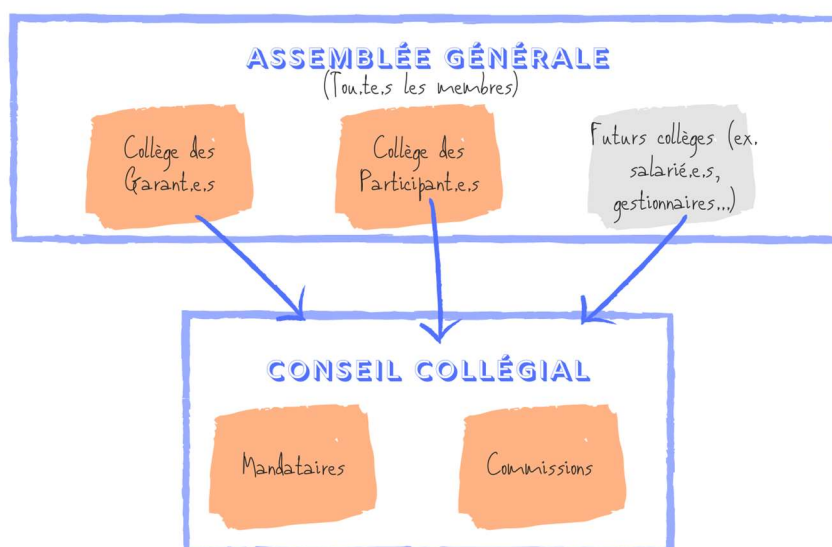 ASSEMBLÉE GÉNÉRALE
(Tou.te.s les membres)
Collège des
Garant.e.s
Collège des
Participant.e.s
Futurs collèges (ex.
salarié.e.s,
gestionnaires...)
CONSEIL COLLÉGIAL
Mandataires
Commissions